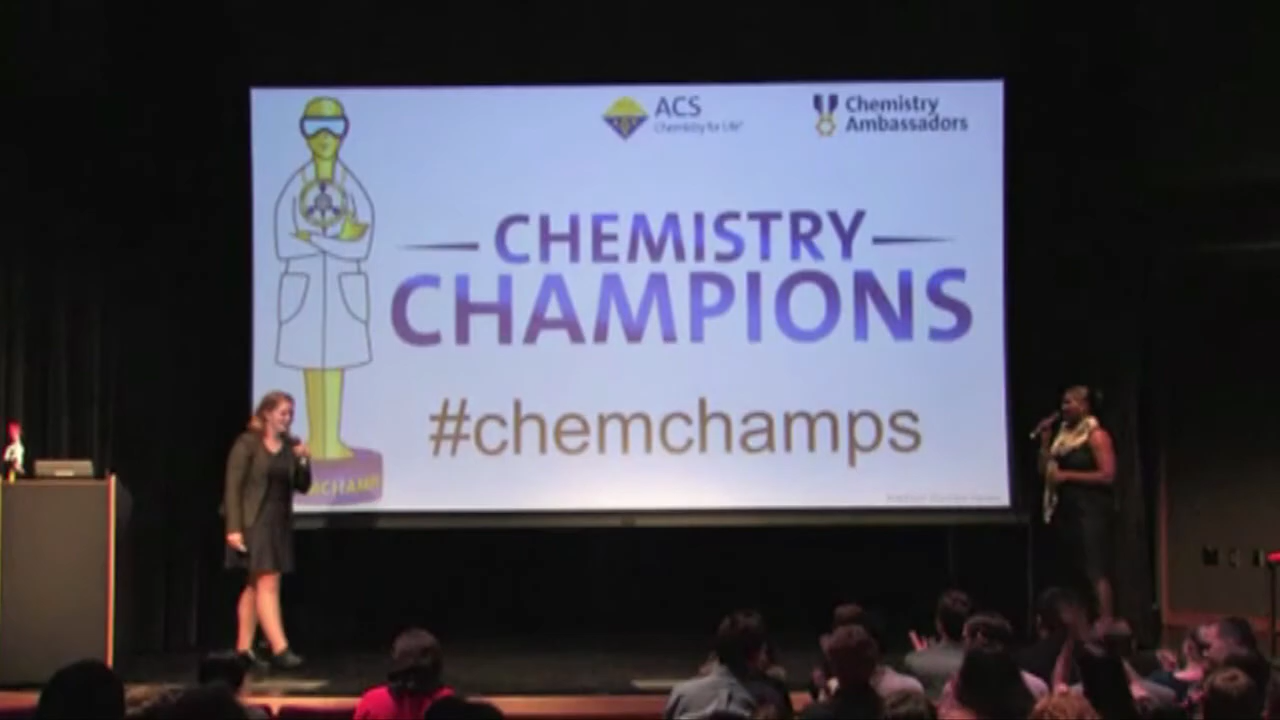 ACS
Chemistry for Life®
Chemistry
Ambassadors
CHEMISTRY
CHAMPIONS
#chemchamps